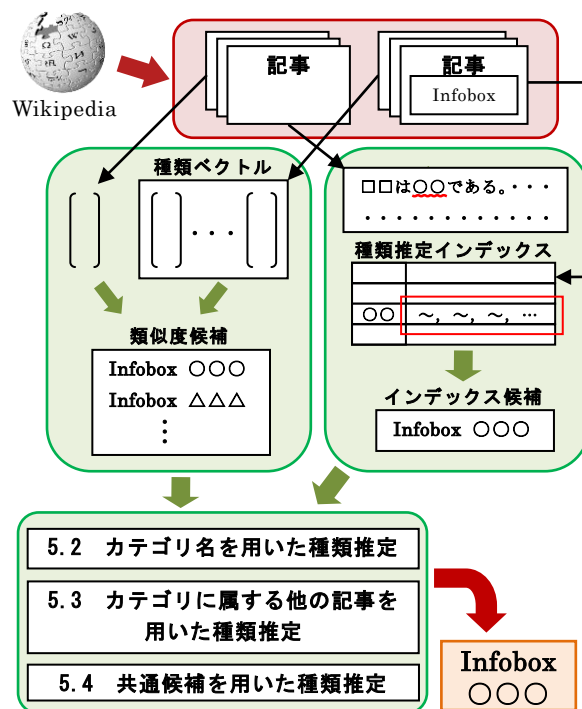 Wikipedia
記事
記事
Infobox
種類ベクトル
・・・
類似度候補
Infobox ○○○
Infobox △△△
⋮
□□は○○である。・・・
・・・・・・・・・・・・
種類推定インデックス
○○ ～, ～, ～, …
インデックス候補
Infobox ○○○
5.2 カテゴリ名を用いた種類推定
5.3 カテゴリに属する他の記事を
用いた種類推定
5.4 共通候補を用いた種類推定
Infobox
○○○